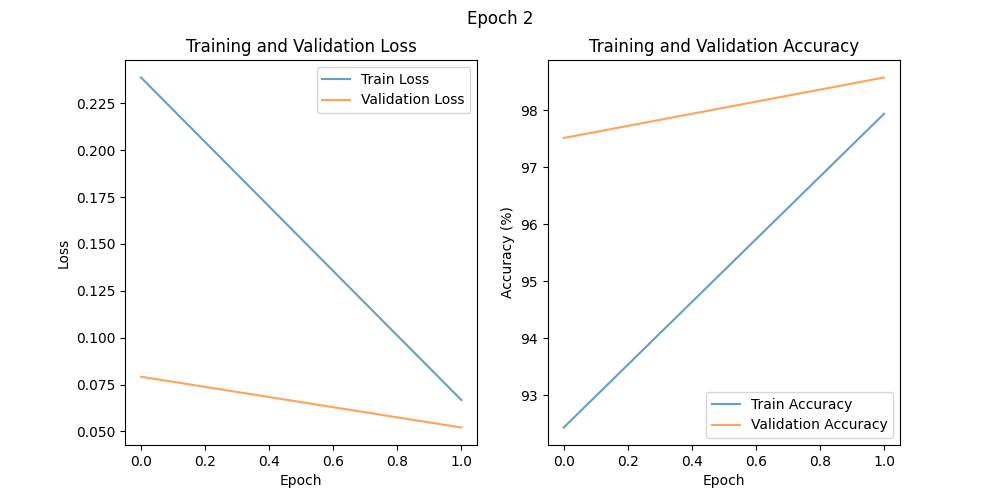 Epoch 2
Training and Validation Loss
Train Loss
Validation Loss
0.225
0.200
0.175
0.150
0.125
0.100
0.075
0.050
Loss
0.0 0.2 0.4 0.6 0.8 1.0
Epoch
Training and Validation Accuracy
98
97
96
95
94
93
Accuracy (%)
Train Accuracy
Validation Accuracy
0.0 0.2 0.4 0.6 0.8 1.0
Epoch